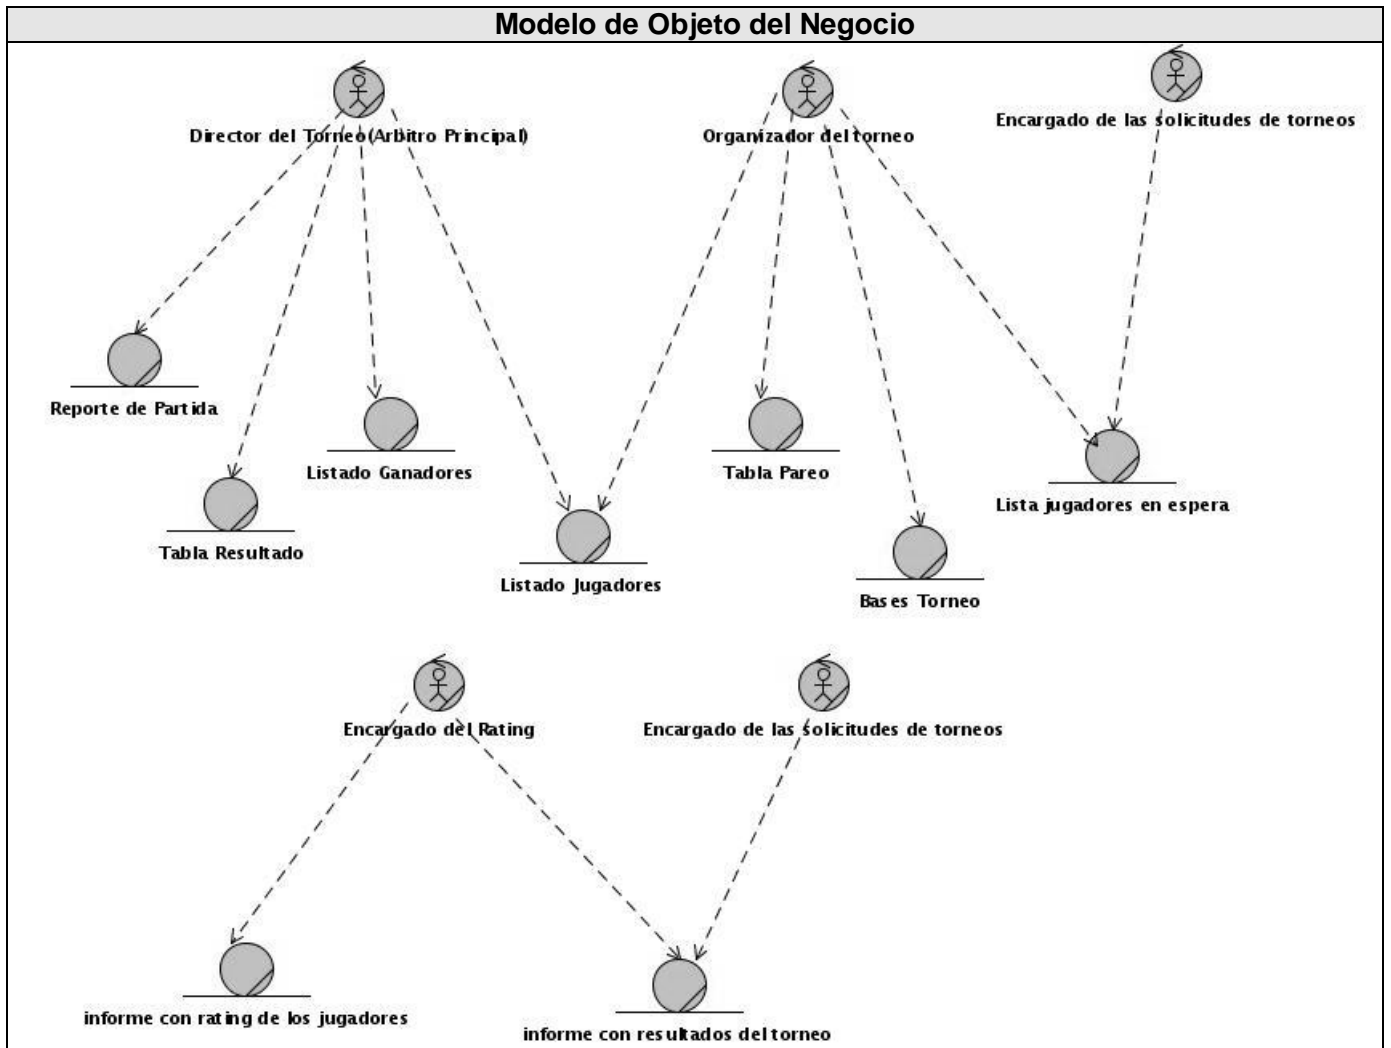 Modelo de Objeto del Negocio
Director del Torneo(Arbitro Principal)
Organizador del torneo
Encargado de las solicitudes de torneos
Reporte de Partida
Listado Ganadores
Tabla Pareo
Lista jugadores en espera
Tabla Resultado
Listado Jugadores
Bases Torneo
Encargado del Rating
Encargado de las solicitudes de torneos
informe con rating de los jugadores
informe con resultados del torneo